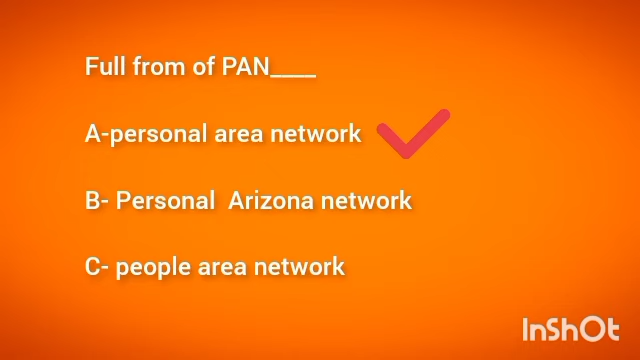 Full from of PAN____
A-personal area network
B- Personal  Arizona network
C- people area network
InShOt